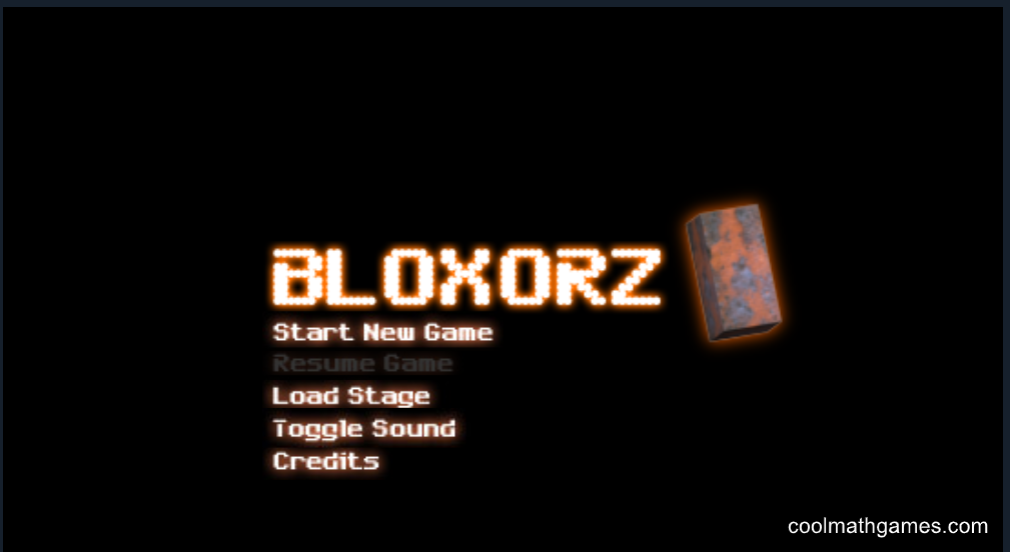 BLOXORZ
Start New Game
Resume Game
Load Stage
Toggle Sound
Credits
coolmathgames.com